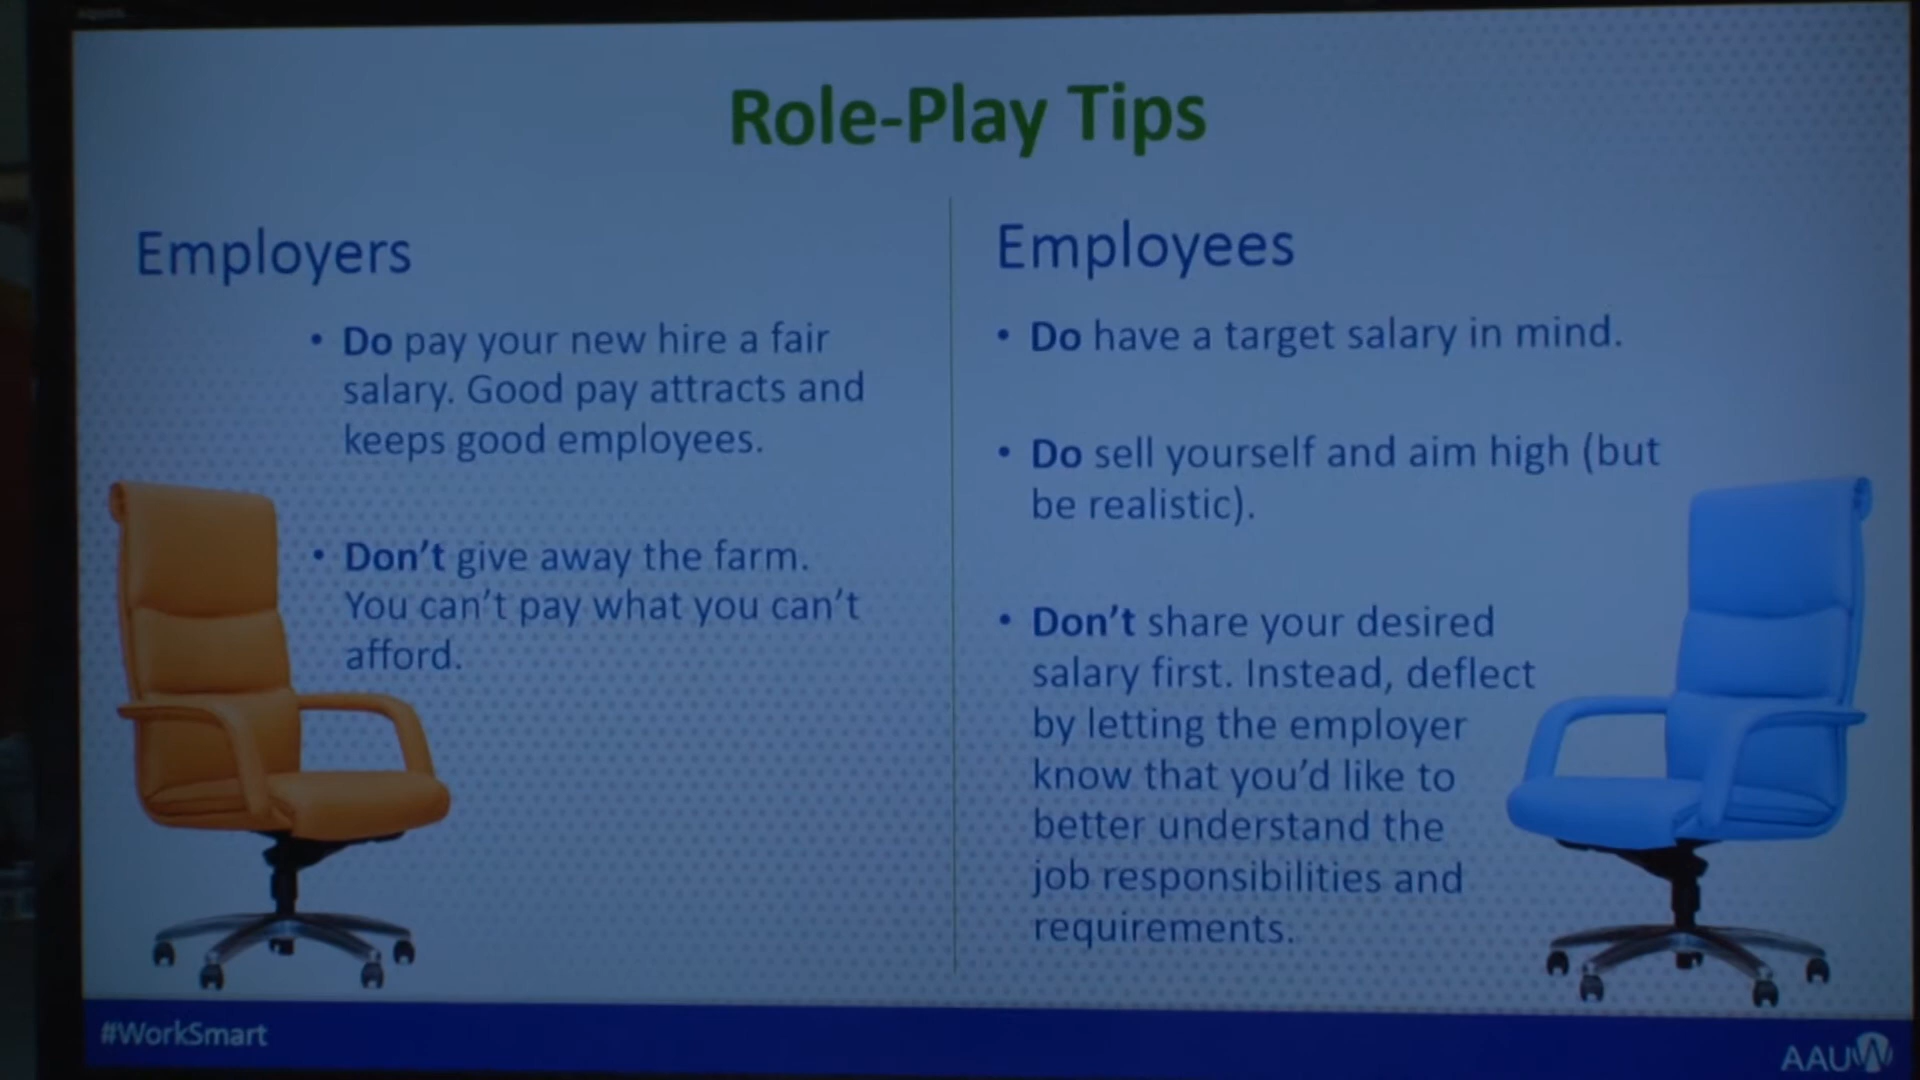 Role-Play Tips
Employers
• Do pay your new hire a fair
salary. Good pay attracts and
keeps good employees.
• Don't give away the farm.
You can't pay what you can't
afford.
Employees
• Do have a target salary in mind.
• Do sell yourself and aim high (but
be realistic).
• Don't share your desired
salary first. Instead, deflect
by letting the employer
know that you'd like to
better understand the
job responsibilities and
requirements.
#WorkSmart
AAUW